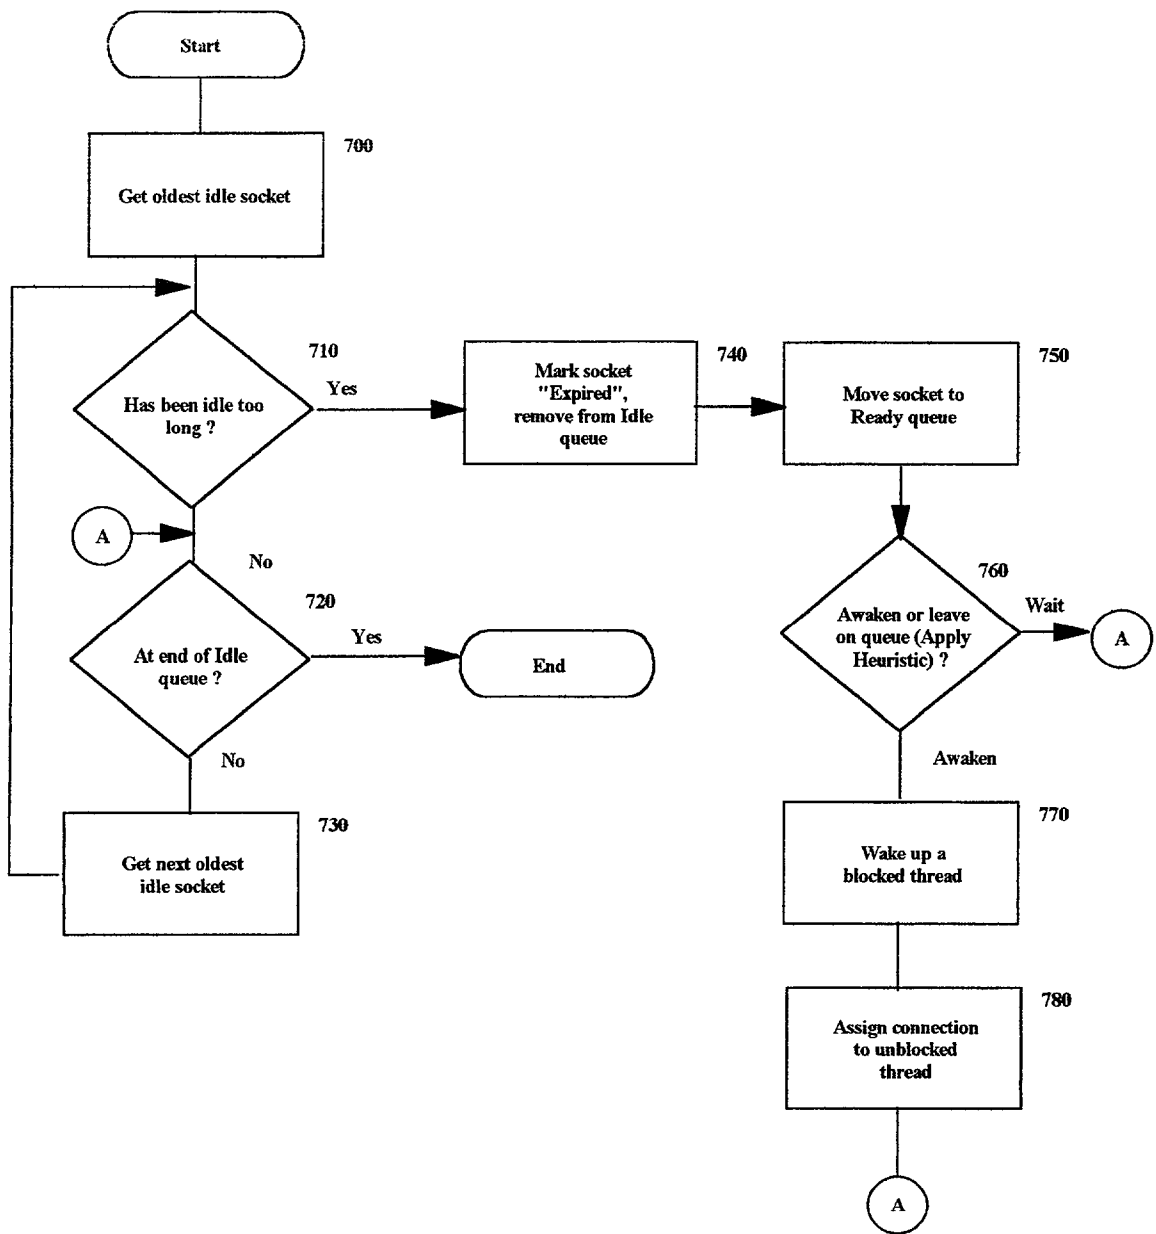 Start
700
Get oldest idle socket
710
Yes
Has been idle too
long ?
Mark socket
"Expired",
remove from Idle
queue
740
Move socket to
Ready queue
750
A
No
720
Yes
At end of Idle
queue ?
End
760
Wait
Awaken or leave
on queue (Apply
Heuristic) ?
A
No
Awaken
730
Get next oldest
idle socket
770
Wake up a
blocked thread
780
Assign connection
to unblocked
thread
A